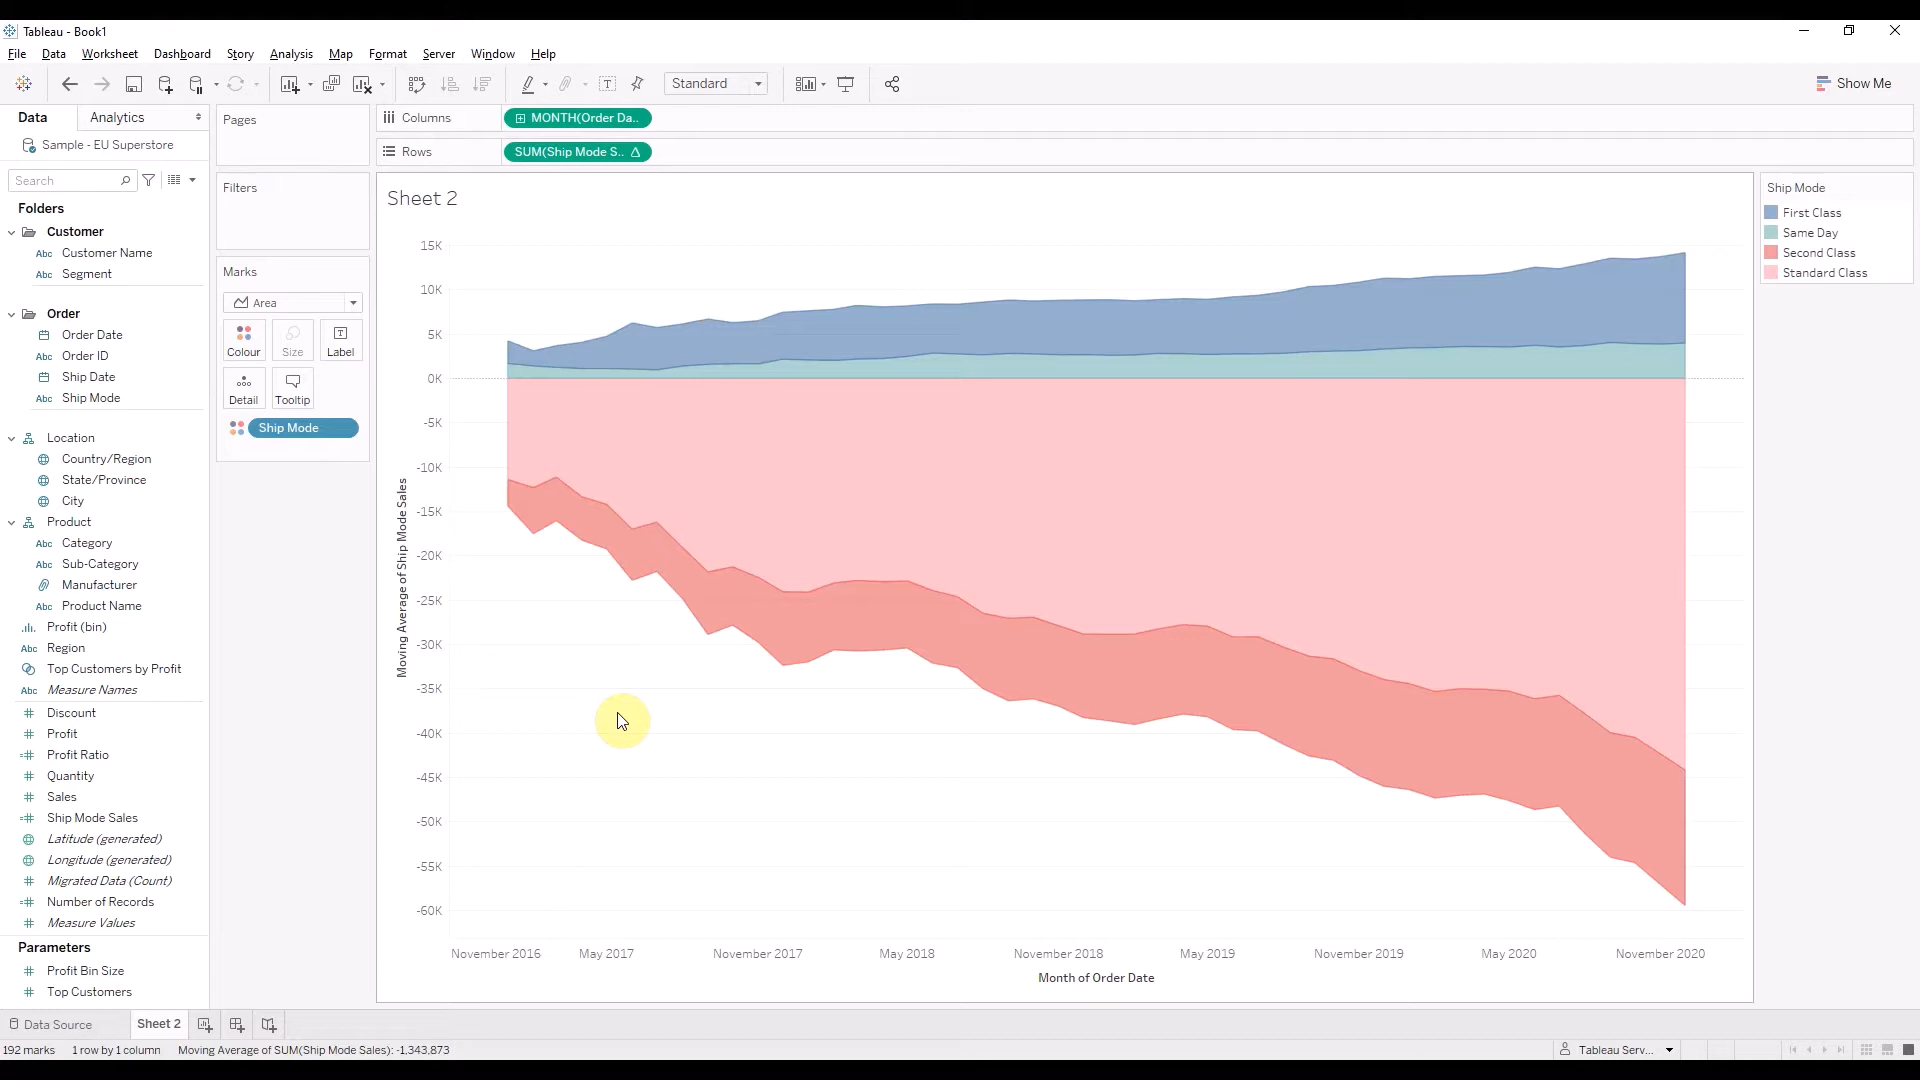 Tableau - Book1
File Data Worksheet Dashboard Story Analysis Map Format Server Window Help
Standard
Show Me
Data Analytics
Sample - EU Superstore
Search
Folders
Customer
Abc Customer Name
Abc Segment
Order
Order Date
Abc Order ID
Ship Date
Abc Ship Mode
Location
Country/Region
State/Province
City
Product
Abc Category
Abc Sub-Category
Manufacturer
Abc Product Name
Profit (bin)
Abc Region
Top Customers by Profit
Abc Measure Names
# Discount
# Profit
=# Profit Ratio
# Quantity
# Sales
=# Ship Mode Sales
Latitude (generated)
Longitude (generated)
# Migrated Data (Count)
=# Number of Records
# Measure Values
Parameters
# Profit Bin Size
# Top Customers
Pages
Filters
Marks
Area
Colour Size Label
Detail Tooltip
Ship Mode
Columns MONTH(Order Da..
Rows SUM(Ship Mode S.. Δ
Sheet 2
Moving Average of Ship Mode Sales
15K
10K
5K
0K
-5K
-10K
-15K
-20K
-25K
-30K
-35K
-40K
-45K
-50K
-55K
-60K
November 2016 May 2017 November 2017 May 2018 November 2018 May 2019 November 2019 May 2020 November 2020
Month of Order Date
Ship Mode
First Class
Same Day
Second Class
Standard Class
Data Source Sheet 2
192 marks 1 row by 1 column Moving Average of SUM(Ship Mode Sales): -1,343,873
Tableau Serv...